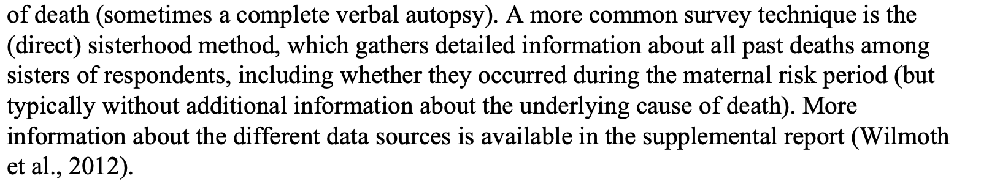 of death (sometimes a complete verbal autopsy). A more common survey technique is the
(direct) sisterhood method, which gathers detailed information about all past deaths among
sisters of respondents, including whether they occurred during the maternal risk period (but
typically without additional information about the underlying cause of death). More
information about the different data sources is available in the supplemental report (Wilmoth
et al., 2012).